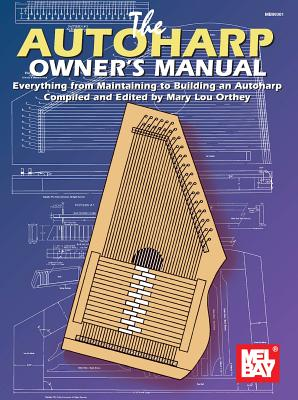 MB98301
The
AUTOHARP
OWNER'S MANUAL
Everything from Maintaining to Building an Autoharp
Compiled and Edited by Mary Lou Orthey
MEL
BAY